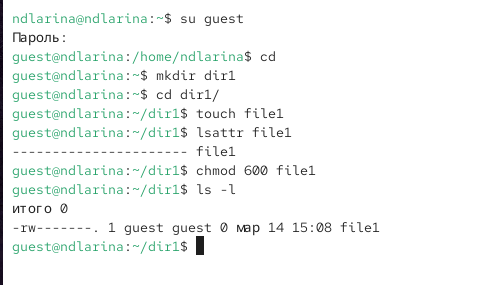 ndlarina@ndlarina:~$ su guest
Пароль:
guest@ndlarina:/home/ndlarina$ cd
guest@ndlarina:~$ mkdir dir1
guest@ndlarina:~$ cd dir1/
guest@ndlarina:~/dir1$ touch file1
guest@ndlarina:~/dir1$ lsattr file1
---------------------- file1
guest@ndlarina:~/dir1$ chmod 600 file1
guest@ndlarina:~/dir1$ ls -l
итого 0
-rw-------. 1 guest guest 0 мар 14 15:08 file1
guest@ndlarina:~/dir1$